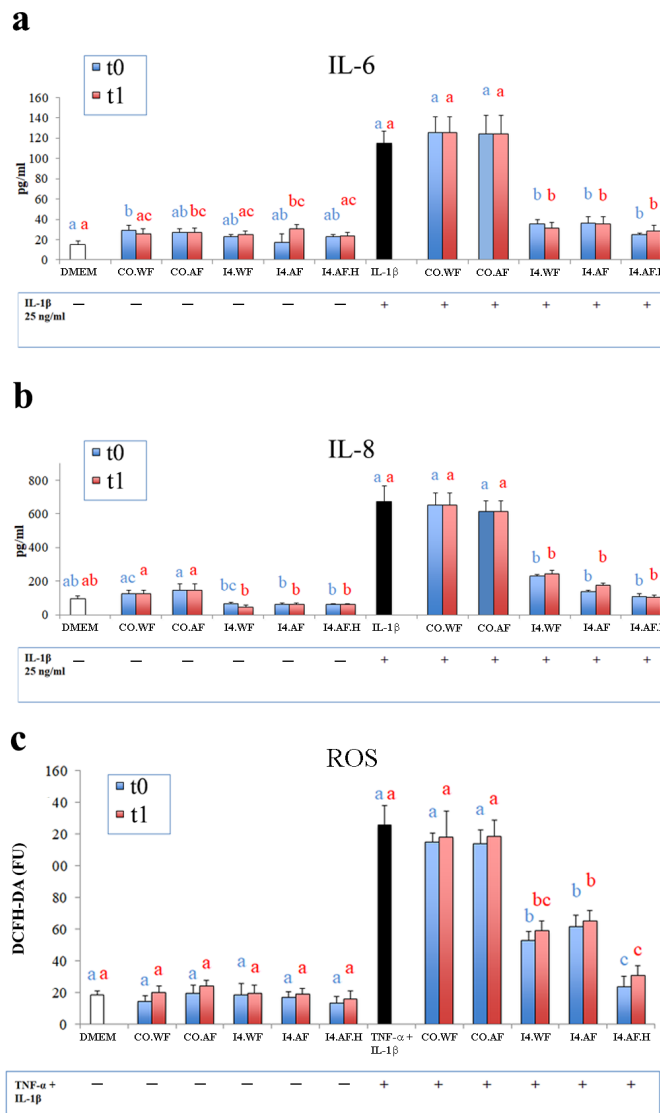 a
t0
t1
IL-6
160
140
120
100
80
60
40
20
0
pg/ml
a a b ac ab bc ab ac ab bc ab ac a a a a a a b b b b b b
DMEM CO.WF CO.AF I4.WF I4.AF I4.AF.H IL-1β CO.WF CO.AF I4.WF I4.AF I4.AF.
IL-1β
25 ng/ml
— — — — — — + + + + + +
b
t0
t1
IL-8
800
600
400
200
0
pg/ml
ab ab ac a a a bc b b b b b a a a a a a b b b b b b
DMEM CO.WF CO.AF I4.WF I4.AF I4.AF.H IL-1β CO.WF CO.AF I4.WF I4.AF I4.AF.
IL-1β
25 ng/ml
— — — — — — + + + + + +
c
t0
t1
ROS
160
40
20
00
80
60
40
20
0
DCFH-DA (FU)
a a a a a a a a a a a a a a a a a a b bc b b c c
DMEM CO.WF CO.AF I4.WF I4.AF I4.AF.H TNF-α + CO.WF CO.AF I4.WF I4.AF I4.AF.H
IL-1β
TNF-α +
IL-1β
— — — — — — + + + + + +